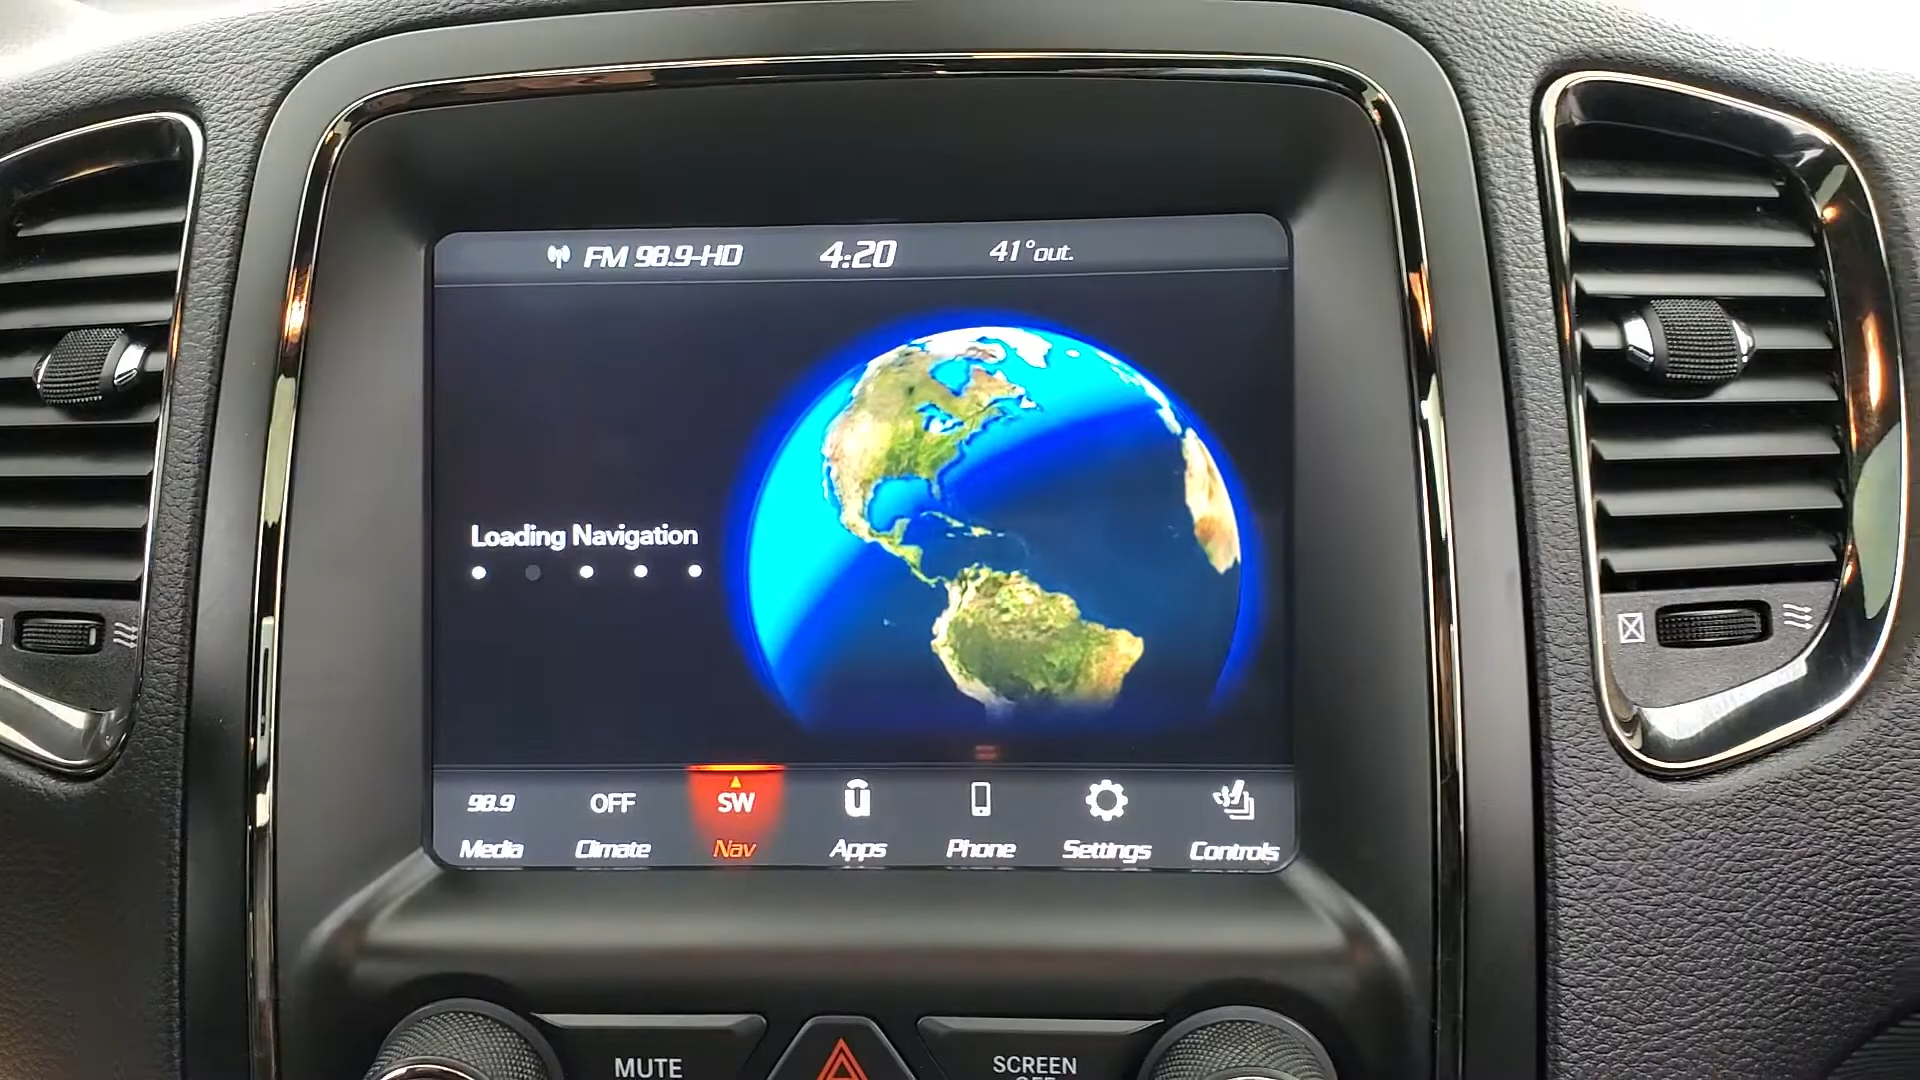 FM 98.9-HD 4:20 41°out.
Loading Navigation
98.9 OFF SW
Media Climate Nav Apps Phone Settings Controls
MUTE SCREEN
OFF